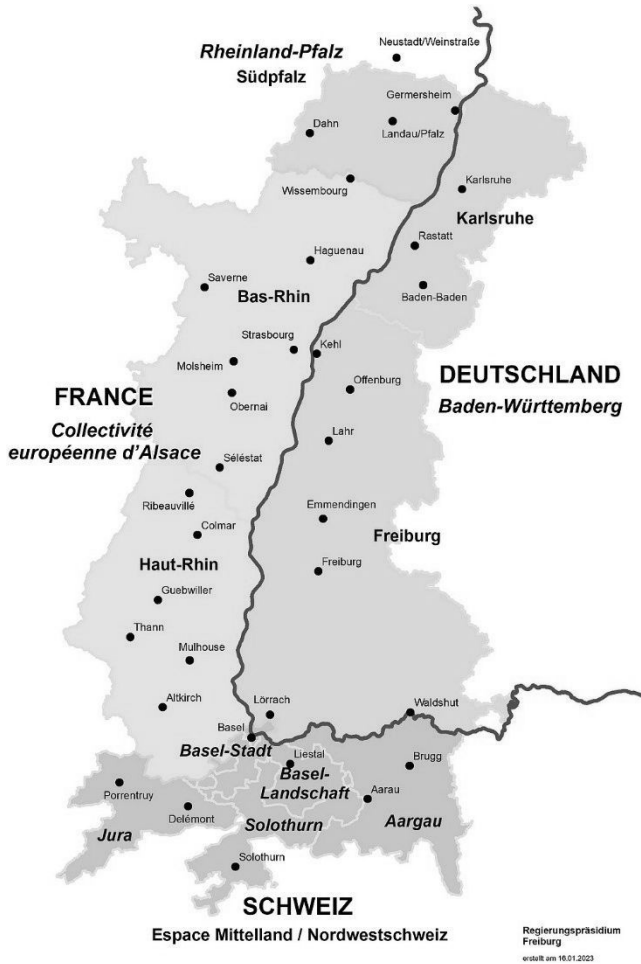 Neustadt/Weinstraße
Rheinland-Pfalz
Südpfalz
Germersheim
Dahn
Landau/Pfalz
Wissembourg
Karlsruhe
Karlsruhe
Rastatt
Haguenau
Saverne
Baden-Baden
Bas-Rhin
Strasbourg
Kehl
Molsheim
DEUTSCHLAND
Baden-Württemberg
Offenburg
FRANCE
Collectivité
européenne d'Alsace
Obernai
Lahr
Séléstat
Ribeauvillé
Emmendingen
Colmar
Freiburg
Haut-Rhin
Freiburg
Guebwiller
Thann
Mulhouse
Altkirch
Lörrach
Waldshut
Basel
Basel-Stadt
Liestal
Brugg
Basel-
Landschaft
Porrentruy
Aarau
Delémont
Solothurn
Aargau
Jura
Solothurn
SCHWEIZ
Espace Mittelland / Nordwestschweiz
Regierungspräsidium
Freiburg
erstellt am 16.01.2023